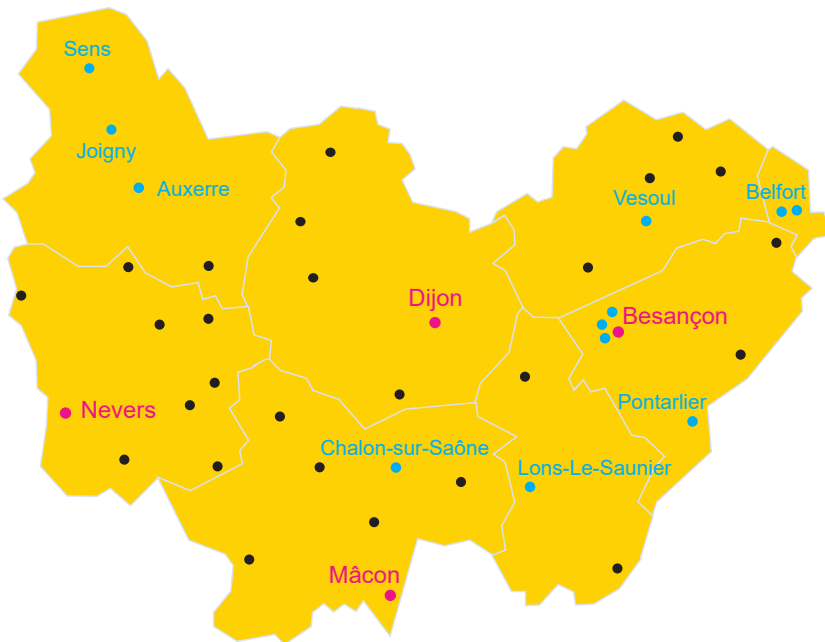 Sens
Joigny
Auxerre
Vesoul
Belfort
Dijon
Besançon
Nevers
Pontarlier
Chalon-sur-Saône
Lons-Le-Saunier
Mâcon